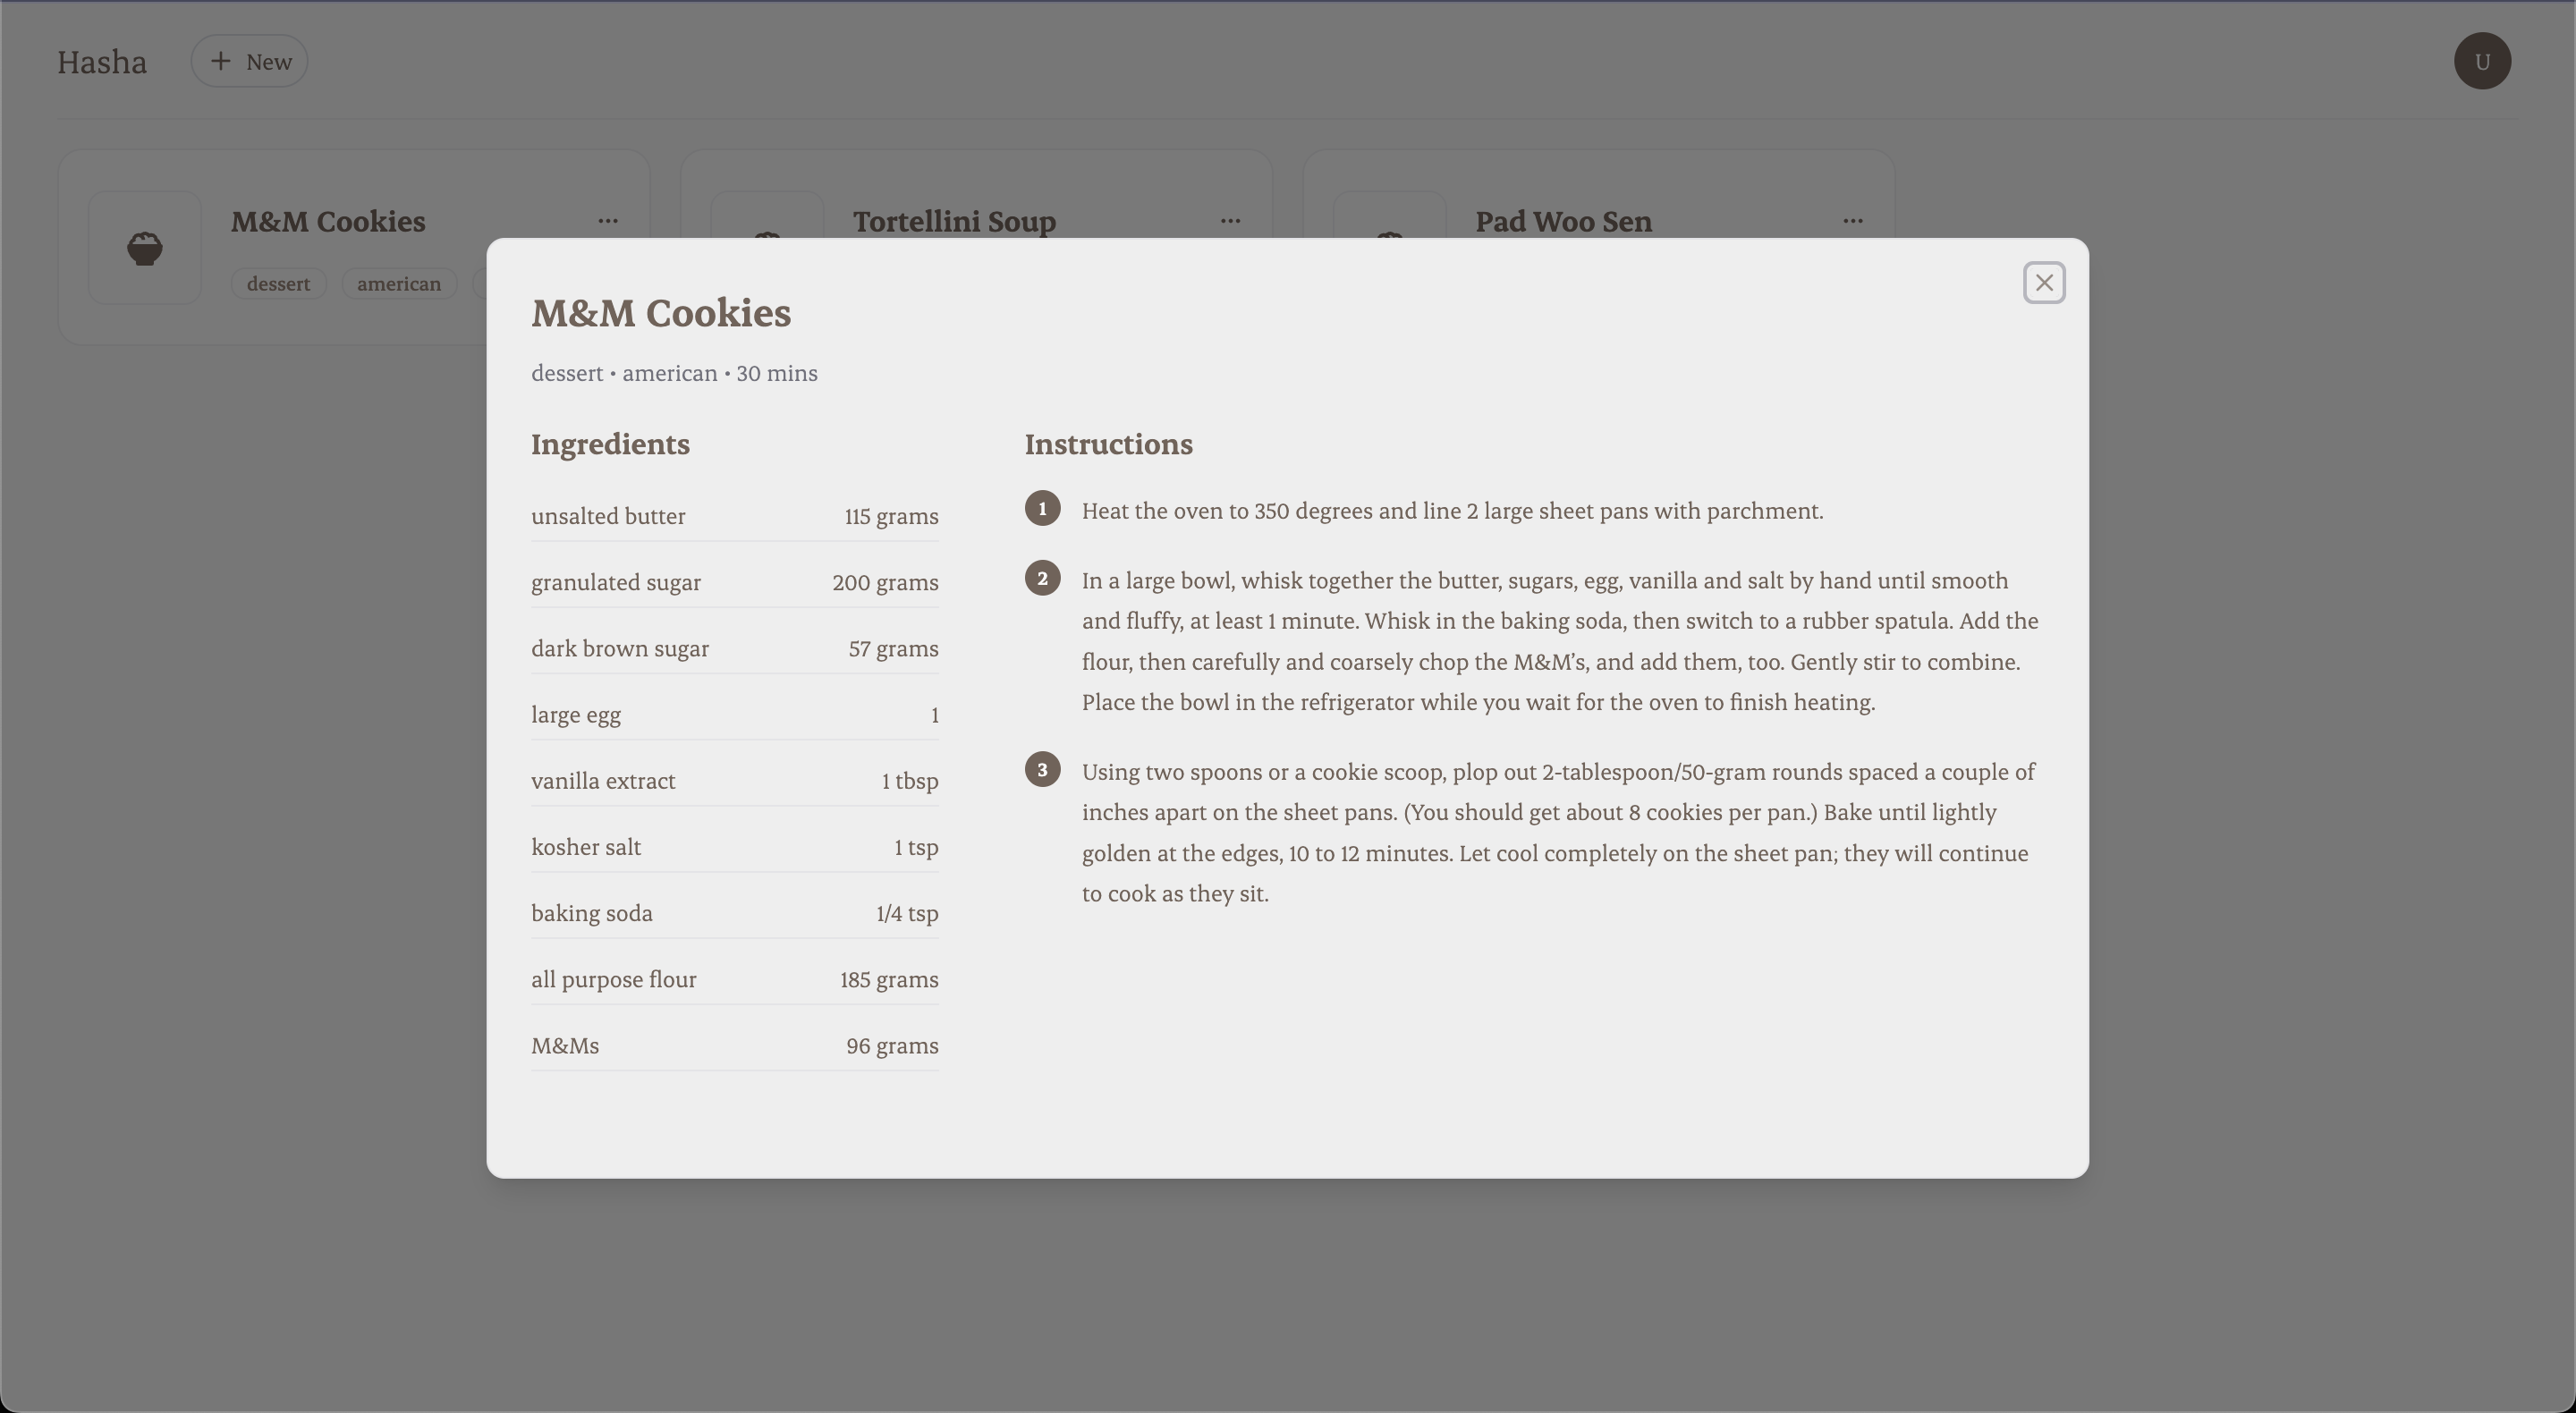 Hasha
+ New
U
M&M Cookies
...
dessert
american
Tortellini Soup
...
Pad Woo Sen
...
M&M Cookies
dessert • american • 30 mins
Ingredients
unsalted butter 115 grams
granulated sugar 200 grams
dark brown sugar 57 grams
large egg 1
vanilla extract 1 tbsp
kosher salt 1 tsp
baking soda 1/4 tsp
all purpose flour 185 grams
M&Ms 96 grams
Instructions
1 Heat the oven to 350 degrees and line 2 large sheet pans with parchment.
2 In a large bowl, whisk together the butter, sugars, egg, vanilla and salt by hand until smooth
and fluffy, at least 1 minute. Whisk in the baking soda, then switch to a rubber spatula. Add the
flour, then carefully and coarsely chop the M&M’s, and add them, too. Gently stir to combine.
Place the bowl in the refrigerator while you wait for the oven to finish heating.
3 Using two spoons or a cookie scoop, plop out 2-tablespoon/50-gram rounds spaced a couple of
inches apart on the sheet pans. (You should get about 8 cookies per pan.) Bake until lightly
golden at the edges, 10 to 12 minutes. Let cool completely on the sheet pan; they will continue
to cook as they sit.